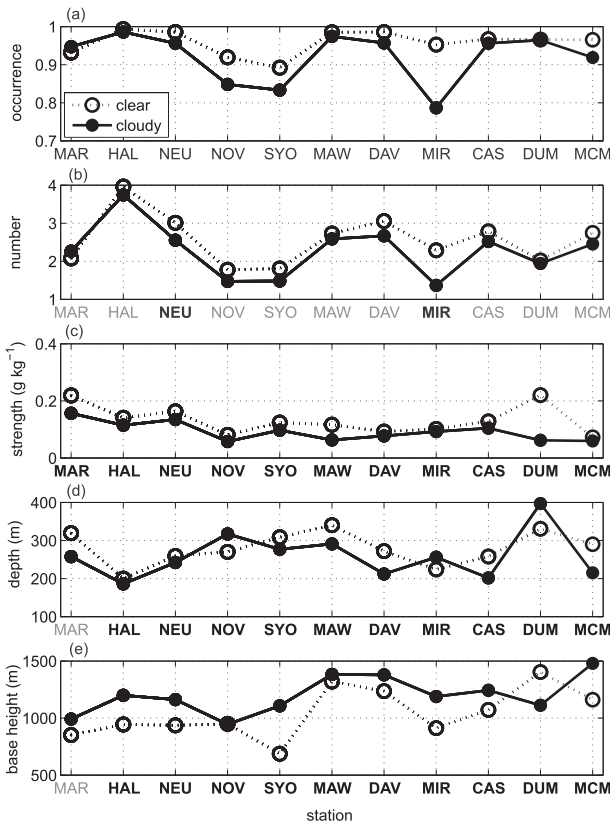 (a)
1
0.9
0.8
0.7
occurrence
clear
cloudy
MAR HAL NEU NOV SYO MAW DAV MIR CAS DUM MCM
(b)
4
3
2
1
number
MAR HAL NEU NOV SYO MAW DAV MIR CAS DUM MCM
(c)
0.4
0.2
0
strength (g kg⁻¹)
MAR HAL NEU NOV SYO MAW DAV MIR CAS DUM MCM
(d)
400
300
200
100
depth (m)
MAR HAL NEU NOV SYO MAW DAV MIR CAS DUM MCM
(e)
1500
1000
500
base height (m)
MAR HAL NEU NOV SYO MAW DAV MIR CAS DUM MCM
station